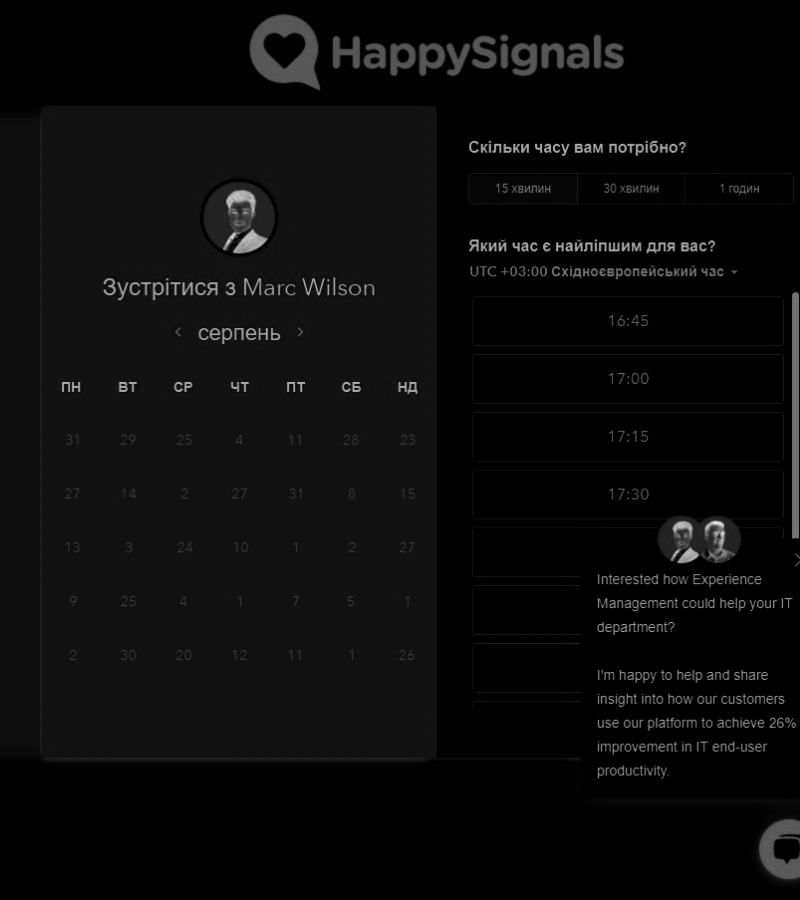 HappySignals
Зустрітися з Marc Wilson
серпень
ПН ВТ СР ЧТ ПТ СБ НД
31 29 25 4 11 28 23
27 14 2 27 31 8 15
13 3 24 10 1 2 27
9 25 4 1 7 5 1
2 30 20 12 11 1 26
Скільки часу вам потрібно?
15 хвилин 30 хвилин 1 годин
Який час є найліпшим для вас?
UTC +03:00 Східноєвропейський час
16:45
17:00
17:15
17:30
Interested how Experience
Management could help your IT
department?
I'm happy to help and share
insight into how our customers
use our platform to achieve 26%
improvement in IT end-user
productivity.